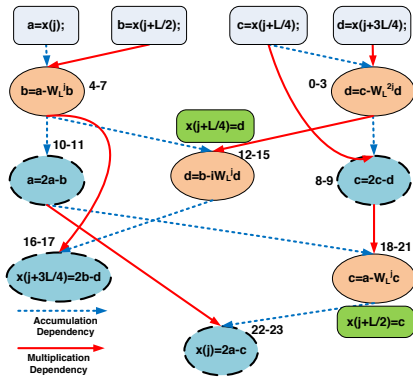 a=x(j);
b=x(j+L/2);
c=x(j+L/4);
d=x(j+3L/4);
b=a-W_L^j b
4-7
0-3
d=c-W_L^{2j} d
x(j+L/4)=d
10-11
12-15
a=2a-b
d=b-iW_L^j d
8-9
c=2c-d
16-17
18-21
x(j+3L/4)=2b-d
c=a-W_L^j c
Accumulation
Dependency
22-23
x(j+L/2)=c
Multiplication
Dependency
x(j)=2a-c